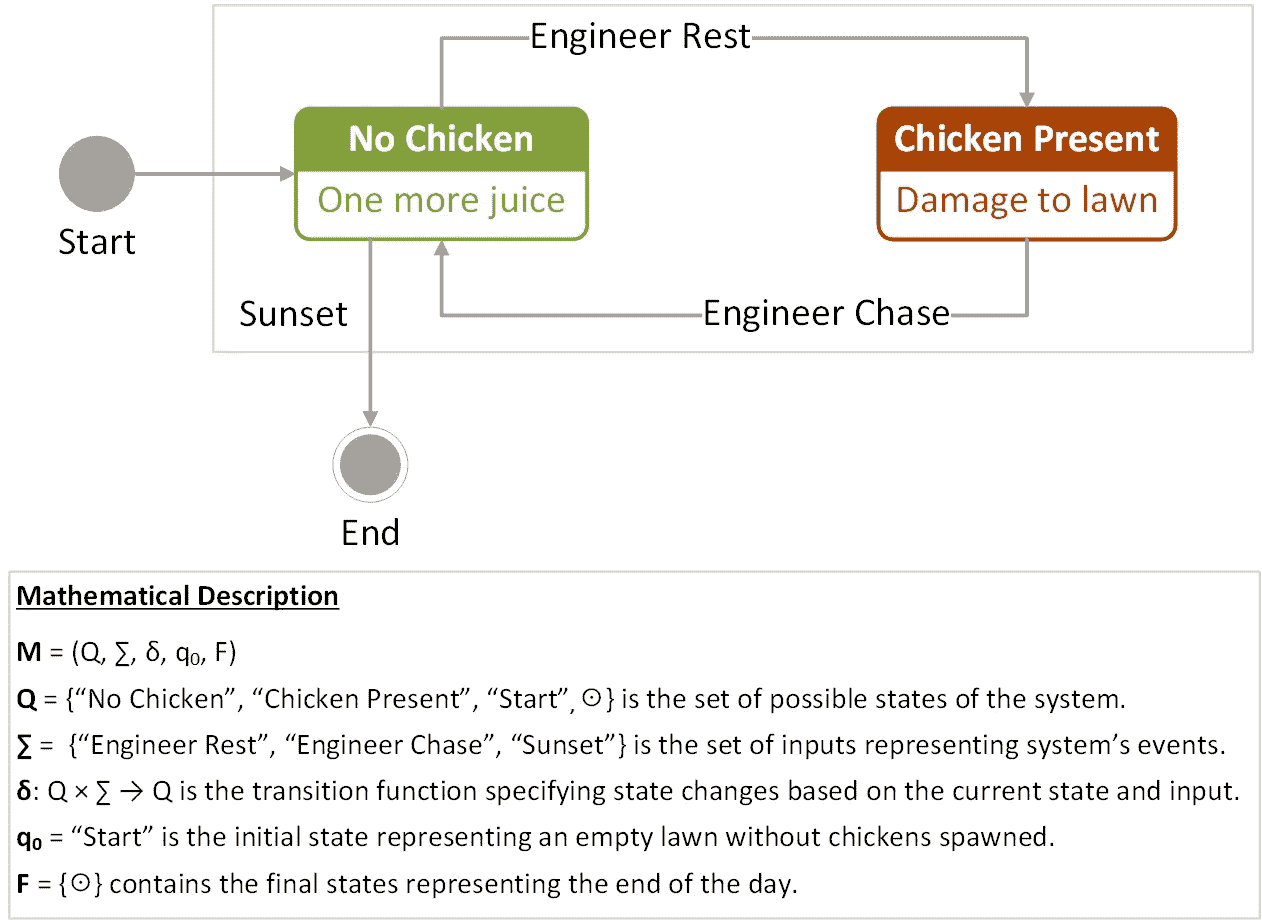 Engineer Rest
No Chicken
One more juice
Chicken Present
Damage to lawn
Start
Sunset
Engineer Chase
End
Mathematical Description
M = (Q, ∑, δ, q₀, F)
Q = {“No Chicken”, “Chicken Present”, “Start”, ⊙} is the set of possible states of the system.
∑ = {“Engineer Rest”, “Engineer Chase”, “Sunset”} is the set of inputs representing system’s events.
δ: Q × ∑ → Q is the transition function specifying state changes based on the current state and input.
q₀ = “Start” is the initial state representing an empty lawn without chickens spawned.
F = {⊙} contains the final states representing the end of the day.